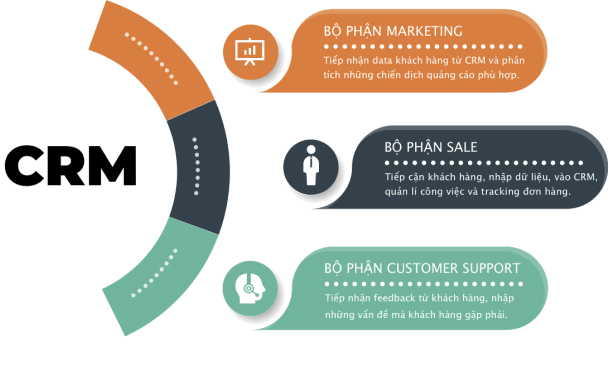 CRM
BỘ PHẬN MARKETING
Tiếp nhận data khách hàng từ CRM và phân
tích những chiến dịch quảng cáo phù hợp.
BỘ PHẬN SALE
Tiếp cận khách hàng, nhập dữ liệu, vào CRM,
quản lí công việc và tracking đơn hàng.
BỘ PHẬN CUSTOMER SUPPORT
Tiếp nhận feedback từ khách hàng, nhập
những vấn đề mà khách hàng gặp phải.